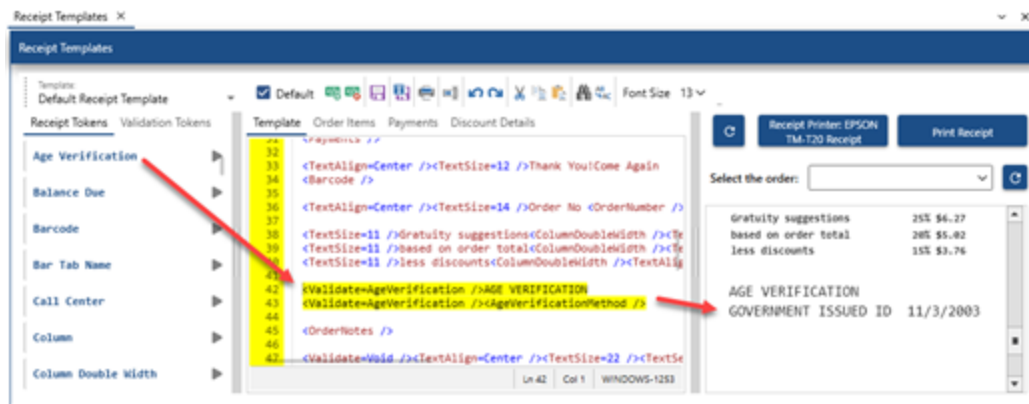 Receipt Templates ×
Receipt Templates
Template:
Default Receipt Template
Default
Font Size 13
Receipt Tokens Validation Tokens
Age Verification
Balance Due
Barcode
Bar Tab Name
Call Center
Column
Column Double Width
Template Order Items Payments Discount Details
31 <Payments />
32
33 <TextAlign=Center /><TextSize=12 />Thank You!Come Again
34 <Barcode />
35
36 <TextAlign=Center /><TextSize=14 />Order No <OrderNumber />
37
38 <TextSize=11 />Gratuity suggestions<ColumnDoubleWidth /><Te
39 <TextSize=11 />based on order total<ColumnDoubleWidth /><Te
40 <TextSize=11 />less discounts<ColumnDoubleWidth /><TextAlig
41
42 <Validate=AgeVerification />AGE VERIFICATION
43 <Validate=AgeVerification /><AgeVerificationMethod />
44
45 <OrderNotes />
46
47 <Validate=Void /><TextAlign=Center /><TextSize=22 /><TextSe
Ln 42 Col 1 WINDOWS-1253
Receipt Printer: EPSON
TM-T20 Receipt
Print Receipt
Select the order:
Gratuity suggestions 25% $6.27
based on order total 20% $5.02
less discounts 15% $3.76
AGE VERIFICATION
GOVERNMENT ISSUED ID 11/3/2003